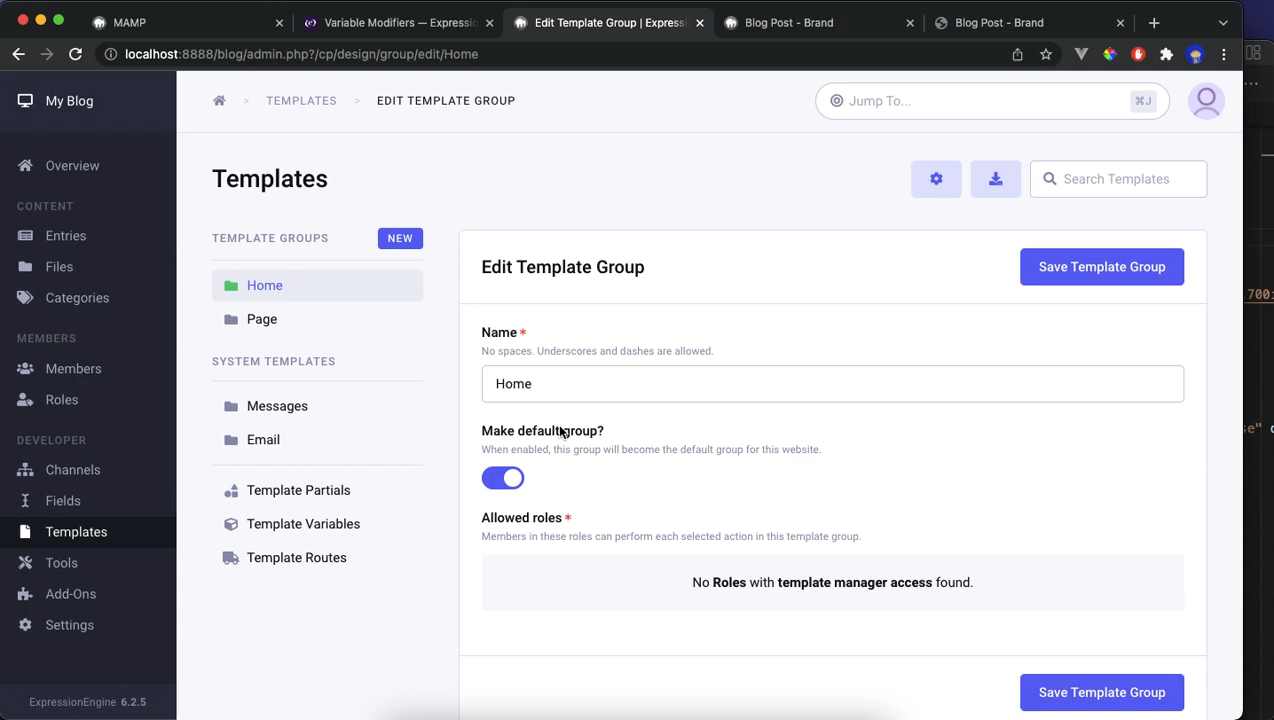 MAMP
Variable Modifiers — Expressio
Edit Template Group | Express
Blog Post - Brand
Blog Post - Brand
localhost:8888/blog/admin.php?/cp/design/group/edit/Home
My Blog
TEMPLATES > EDIT TEMPLATE GROUP
Jump To...
⌘J
Overview
CONTENT
Entries
Files
Categories
MEMBERS
Members
Roles
DEVELOPER
Channels
Fields
Templates
Tools
Add-Ons
Settings
ExpressionEngine 6.2.5
Templates
Search Templates
TEMPLATE GROUPS
NEW
Home
Page
SYSTEM TEMPLATES
Messages
Email
Template Partials
Template Variables
Template Routes
Edit Template Group
Save Template Group
Name *
No spaces. Underscores and dashes are allowed.
Home
Make default group?
When enabled, this group will become the default group for this website.
Allowed roles *
Members in these roles can perform each selected action in this template group.
No Roles with template manager access found.
Save Template Group
700